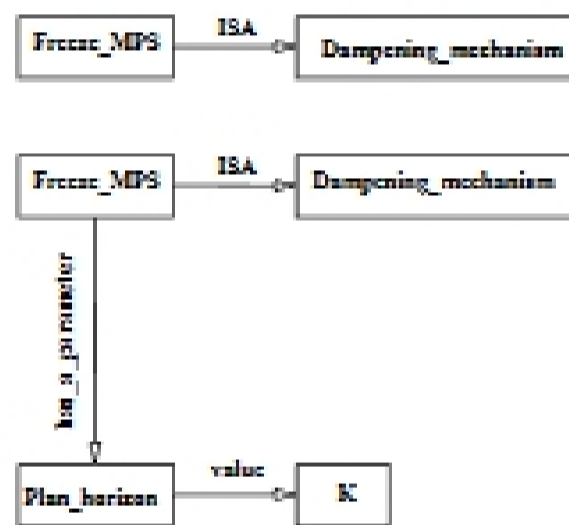 Freeze_MPS ISA Dampening_mechanism
Freeze_MPS ISA Dampening_mechanism
has_a_parameter
Plan_horizon value K